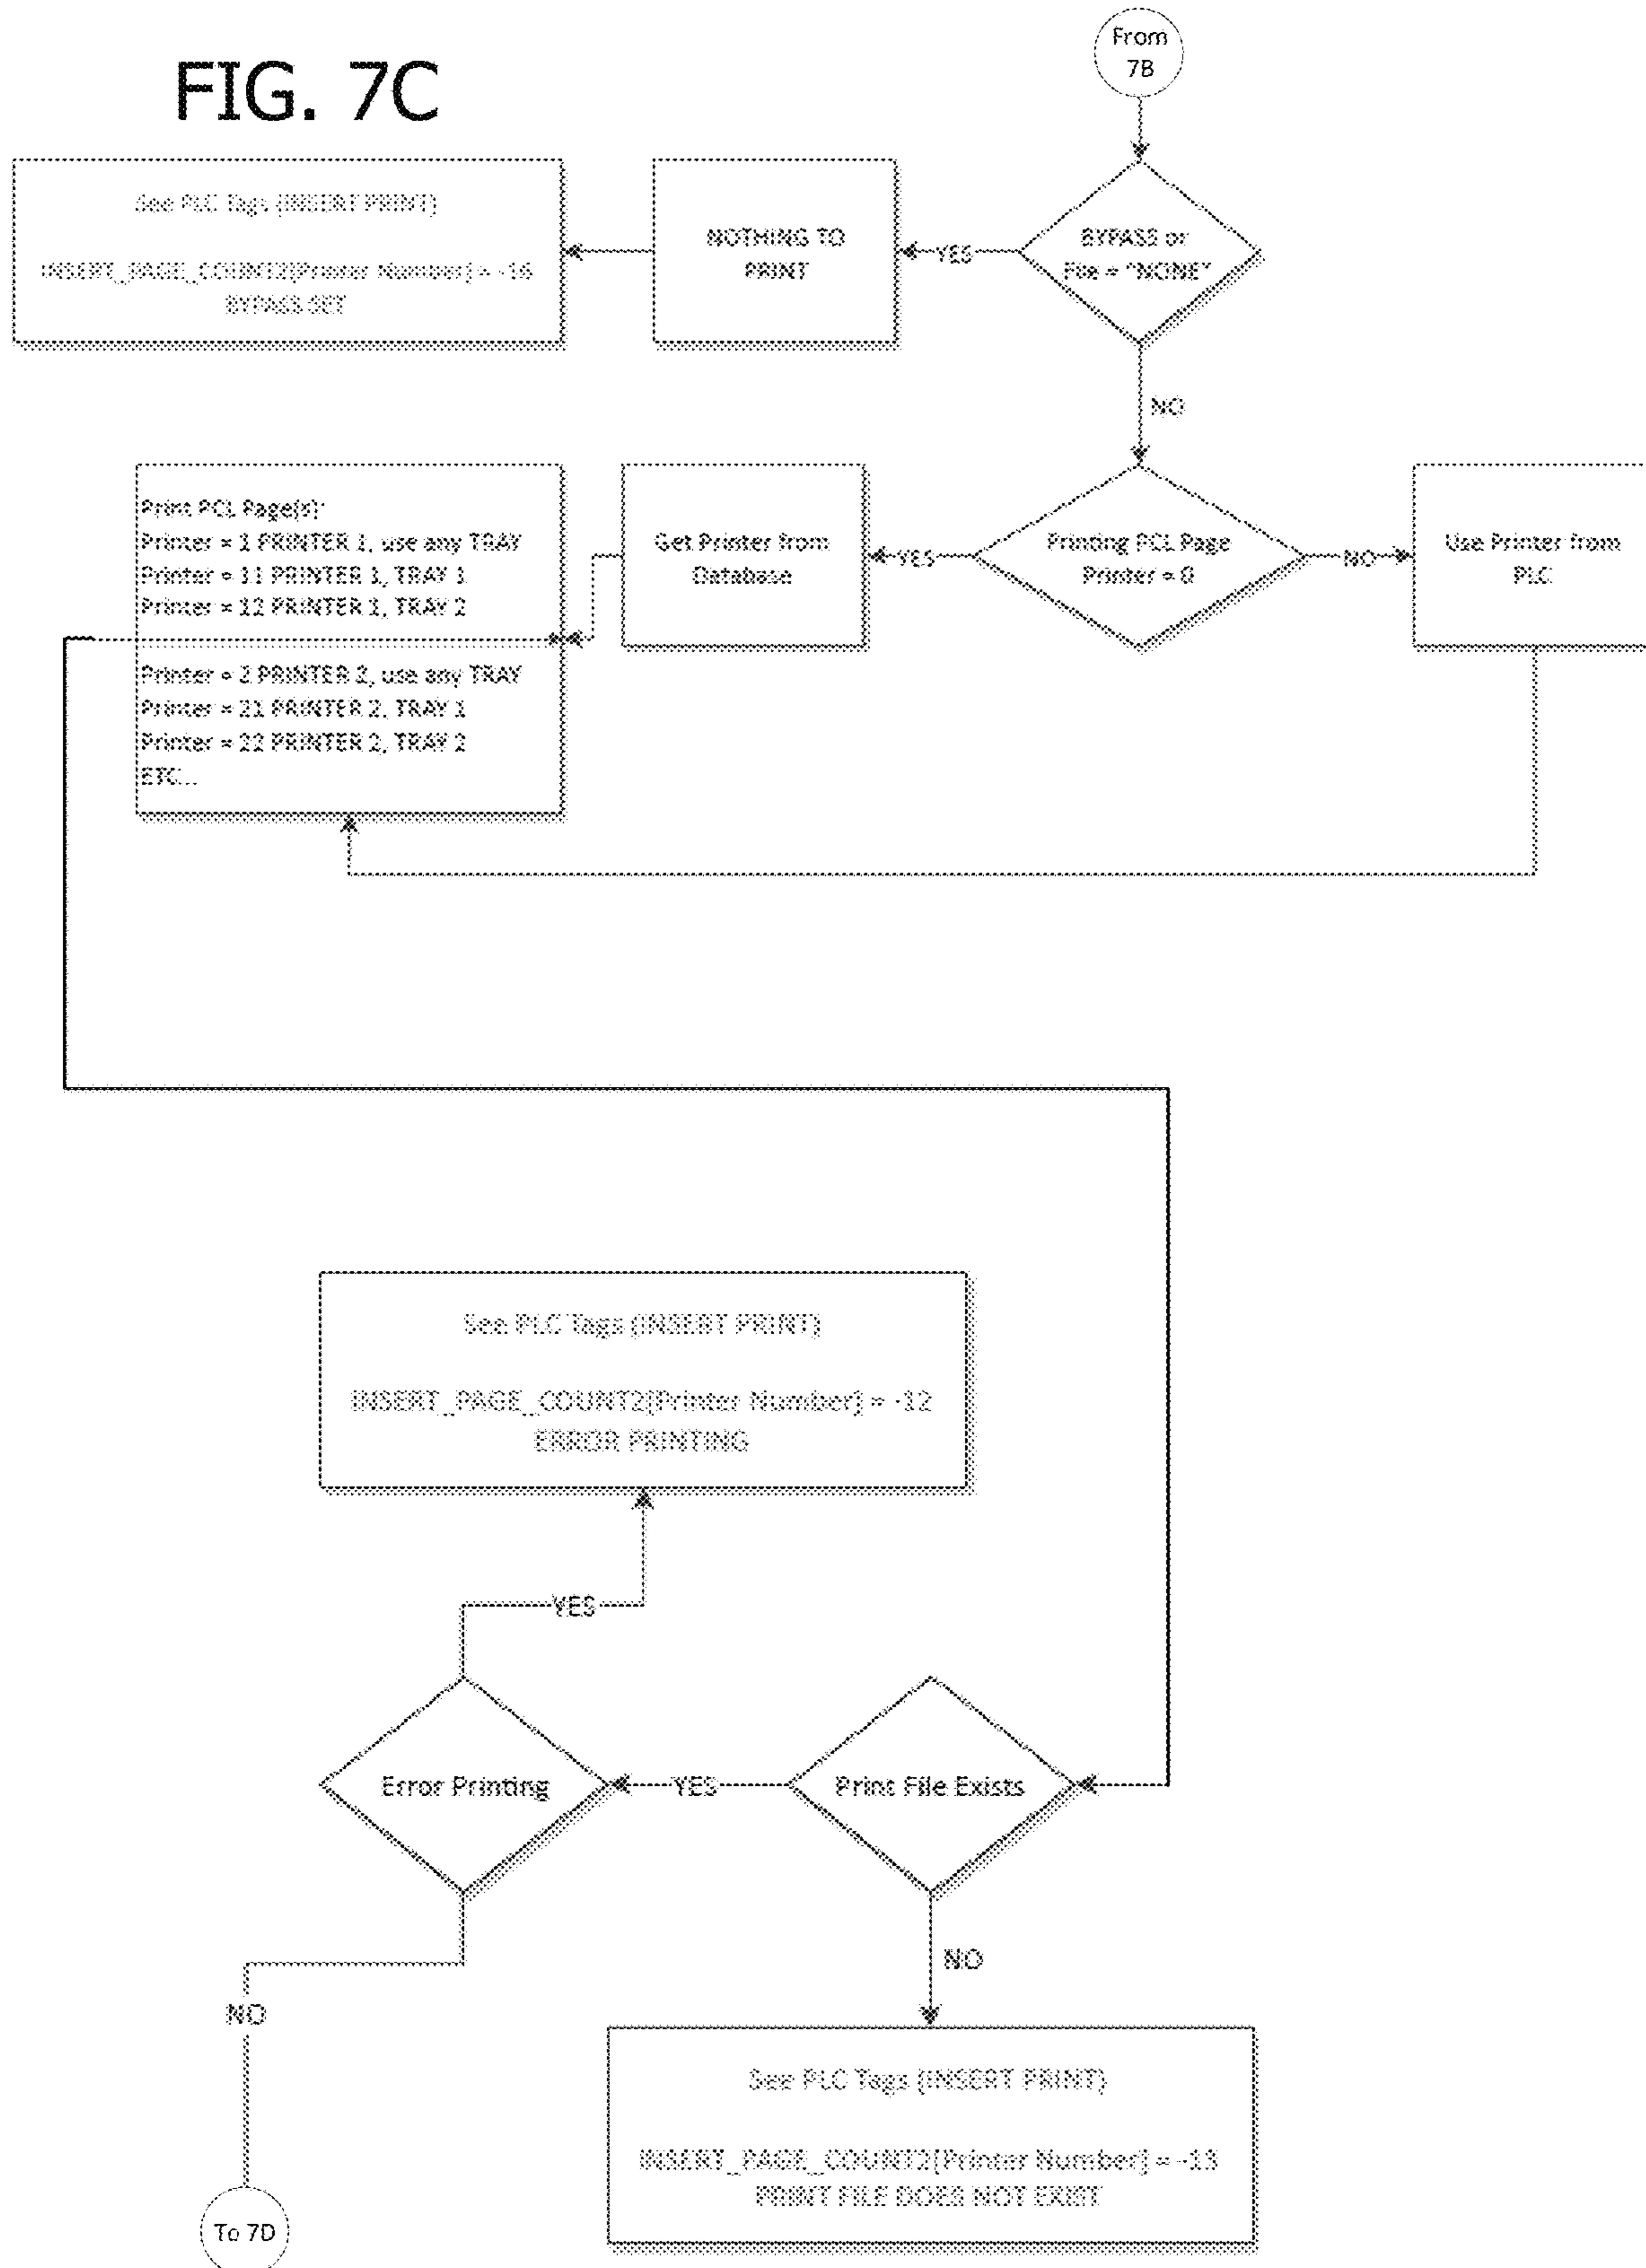 FIG. 7C
From
7B
See PLC Tags (INSERT PRINT)
INSERT_PAGE_COUNT2[Printer Number] = -16
BYPASS SET
NOTHING TO
PRINT
YES
BYPASS or
File = "NONE"
NO
Print PCL Page(s):
Printer = 1 PRINTER 1, use any TRAY
Printer = 11 PRINTER 1, TRAY 1
Printer = 12 PRINTER 1, TRAY 2
Printer = 2 PRINTER 2, use any TRAY
Printer = 21 PRINTER 2, TRAY 1
Printer = 22 PRINTER 2, TRAY 2
ETC...
Get Printer from
Database
YES
Printing PCL Page
Printer = 0
NO
Use Printer from
PLC
See PLC Tags (INSERT PRINT)
INSERT_PAGE_COUNT2[Printer Number] = -12
ERROR PRINTING
YES
Error Printing
YES
Print File Exists
NO
NO
See PLC Tags (INSERT PRINT)
INSERT_PAGE_COUNT2[Printer Number] = -13
PRINT FILE DOES NOT EXIST
To 7D